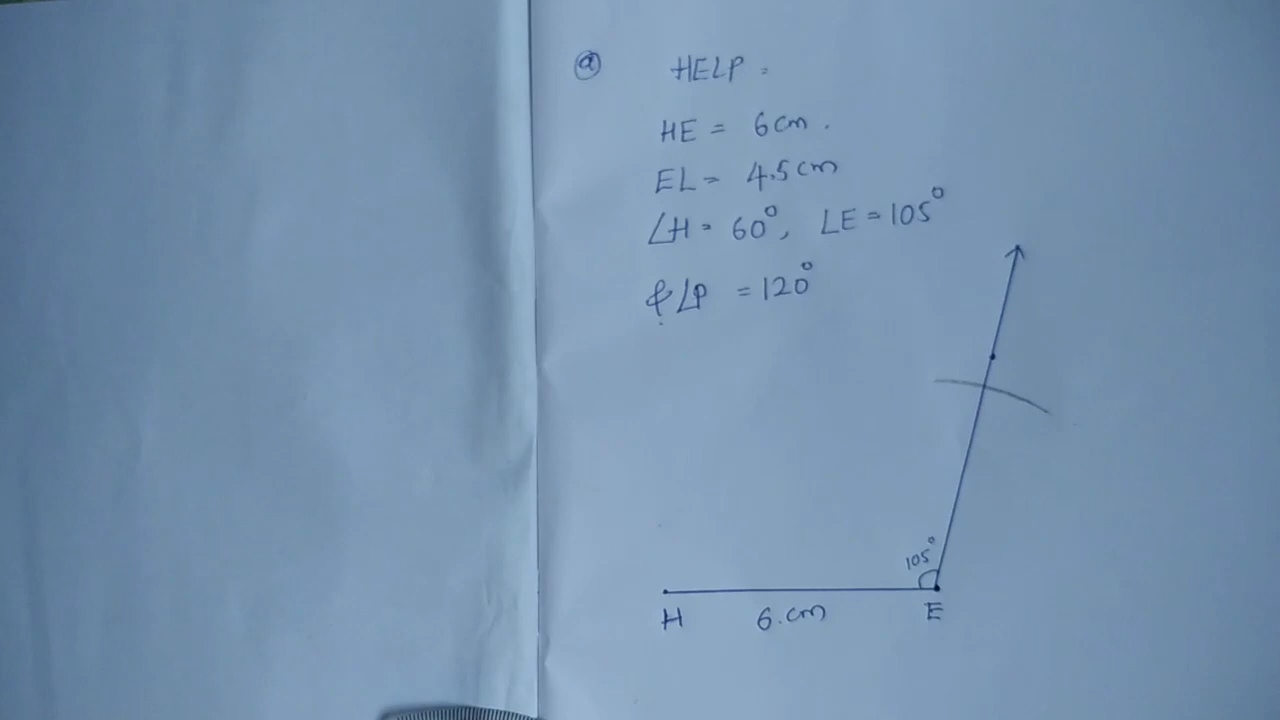 a HELP.
HE = 6cm.
EL = 4.5cm
∠H = 60°, ∠E = 105°
& ∠P = 120°
105°
H 6.cm E